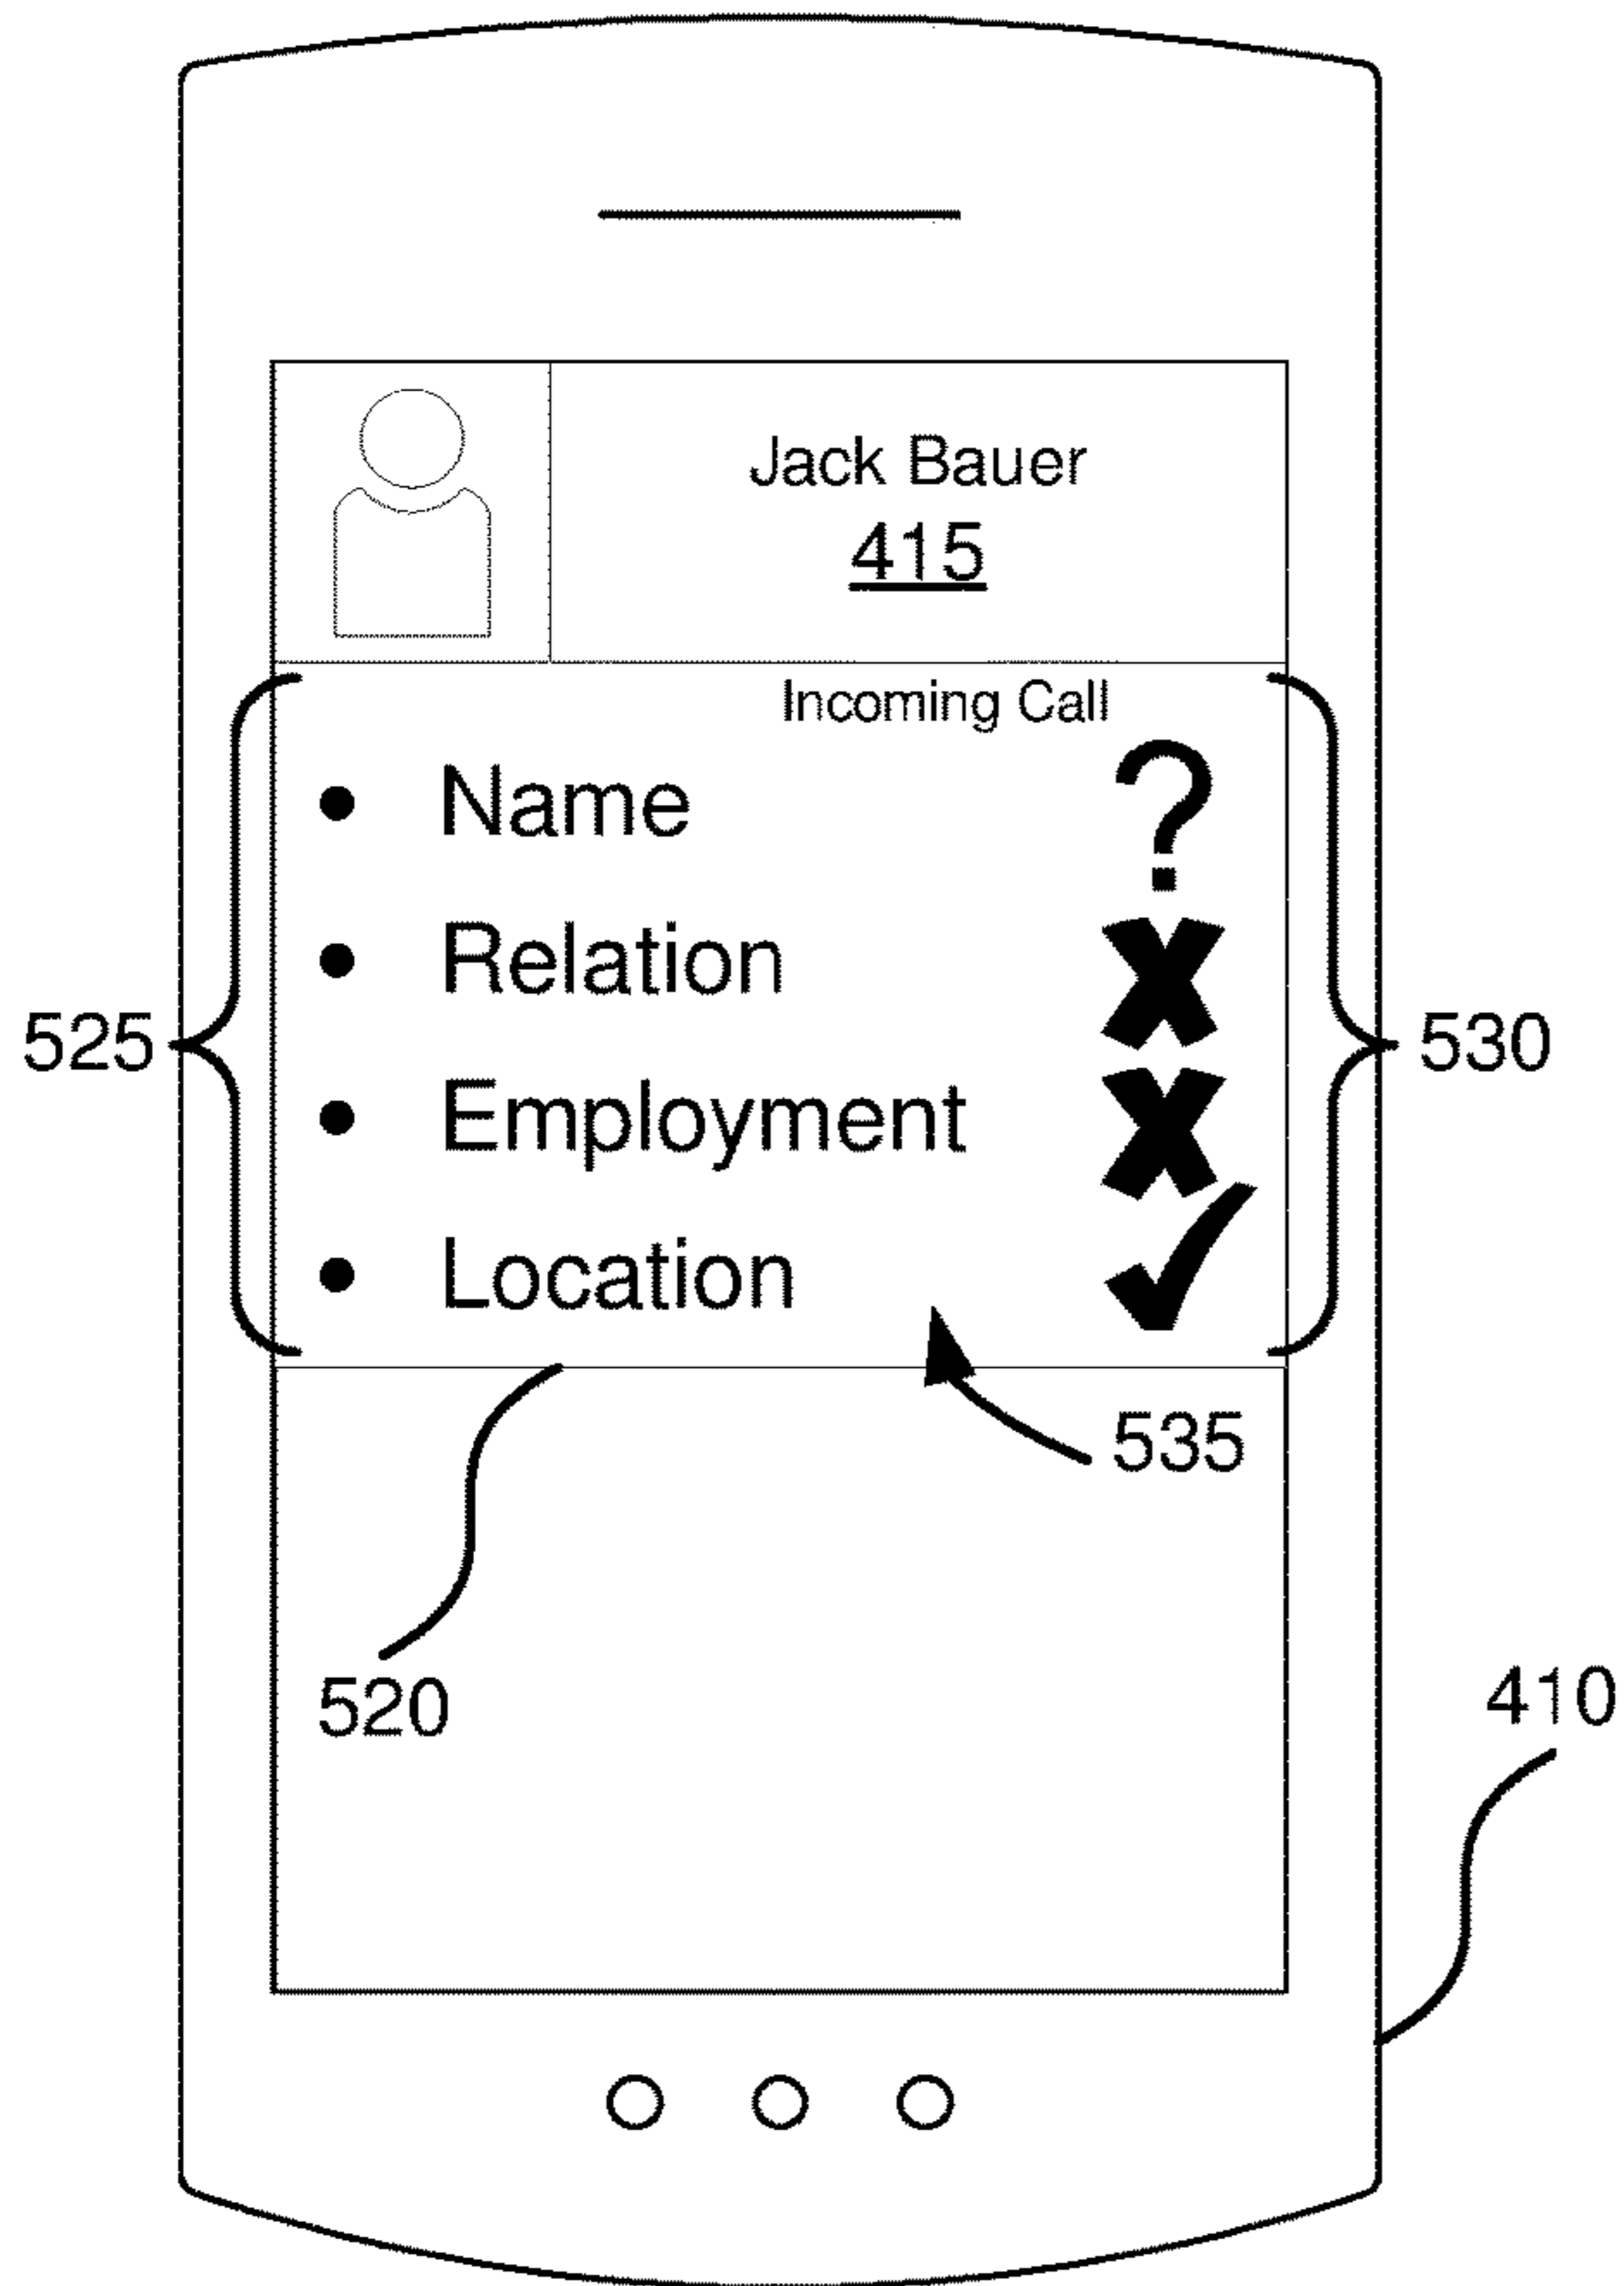 Jack Bauer
415
Incoming Call
• Name ?
• Relation ✘
• Employment ✘
• Location ✔
525
530
535
520
410